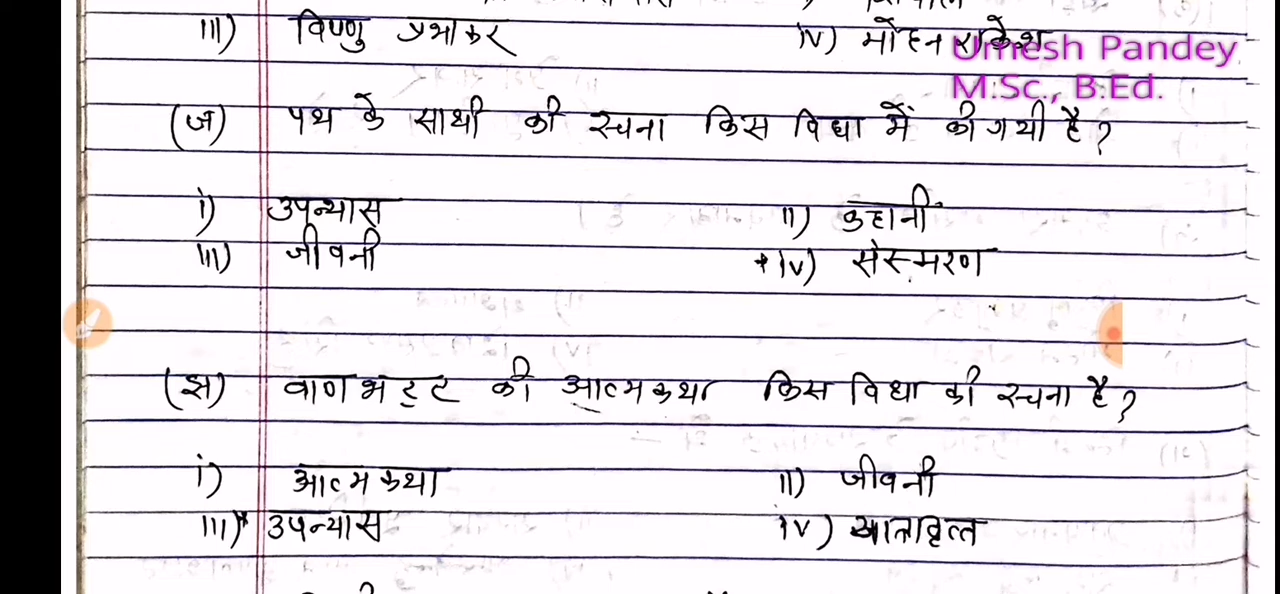 iii) विष्णु प्रभाकर iv) मोहन राकेश
Umesh Pandey
M.Sc., B.Ed.
(ज) पथ के साथी की रचना किस विधा में की गयी है?
i) उपन्यास ii) कहानी
iii) जीवनी iv) संस्मरण
(झ) वाणभट्ट की आत्मकथा किस विधा की रचना है?
i) आत्मकथा ii) जीवनी
iii) उपन्यास iv) यात्रावृत्त